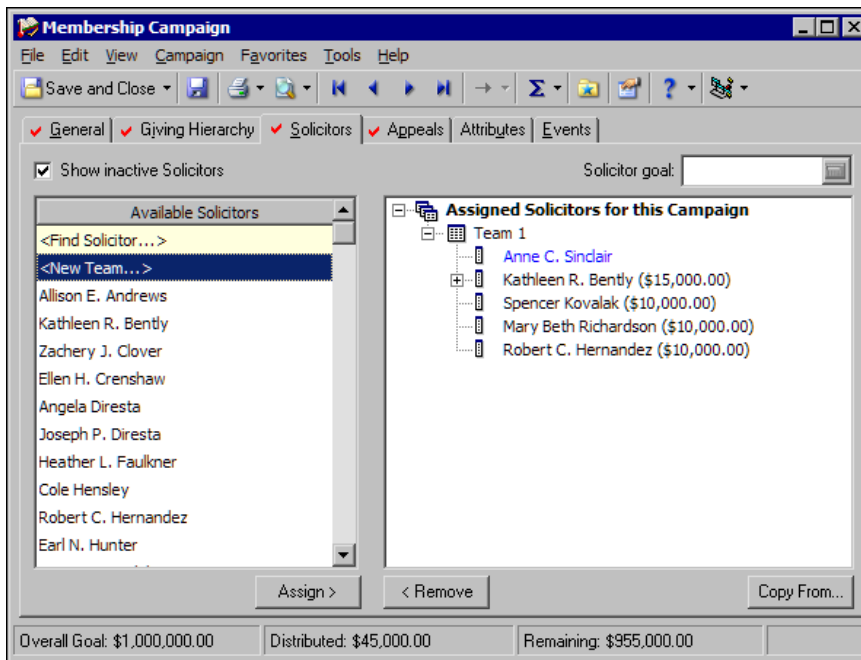 Membership Campaign
File Edit View Campaign Favorites Tools Help
Save and Close
General Giving Hierarchy Solicitors Appeals Attributes Events
Show inactive Solicitors
Solicitor goal:
Available Solicitors
<Find Solicitor...>
<New Team...>
Allison E. Andrews
Kathleen R. Bently
Zachery J. Clover
Ellen H. Crenshaw
Angela Diresta
Joseph P. Diresta
Heather L. Faulkner
Cole Hensley
Robert C. Hernandez
Earl N. Hunter
Assigned Solicitors for this Campaign
Team 1
Anne C. Sinclair
Kathleen R. Bently ($15,000.00)
Spencer Kovalak ($10,000.00)
Mary Beth Richardson ($10,000.00)
Robert C. Hernandez ($10,000.00)
Assign > < Remove Copy From...
Overall Goal: $1,000,000.00 Distributed: $45,000.00 Remaining: $955,000.00